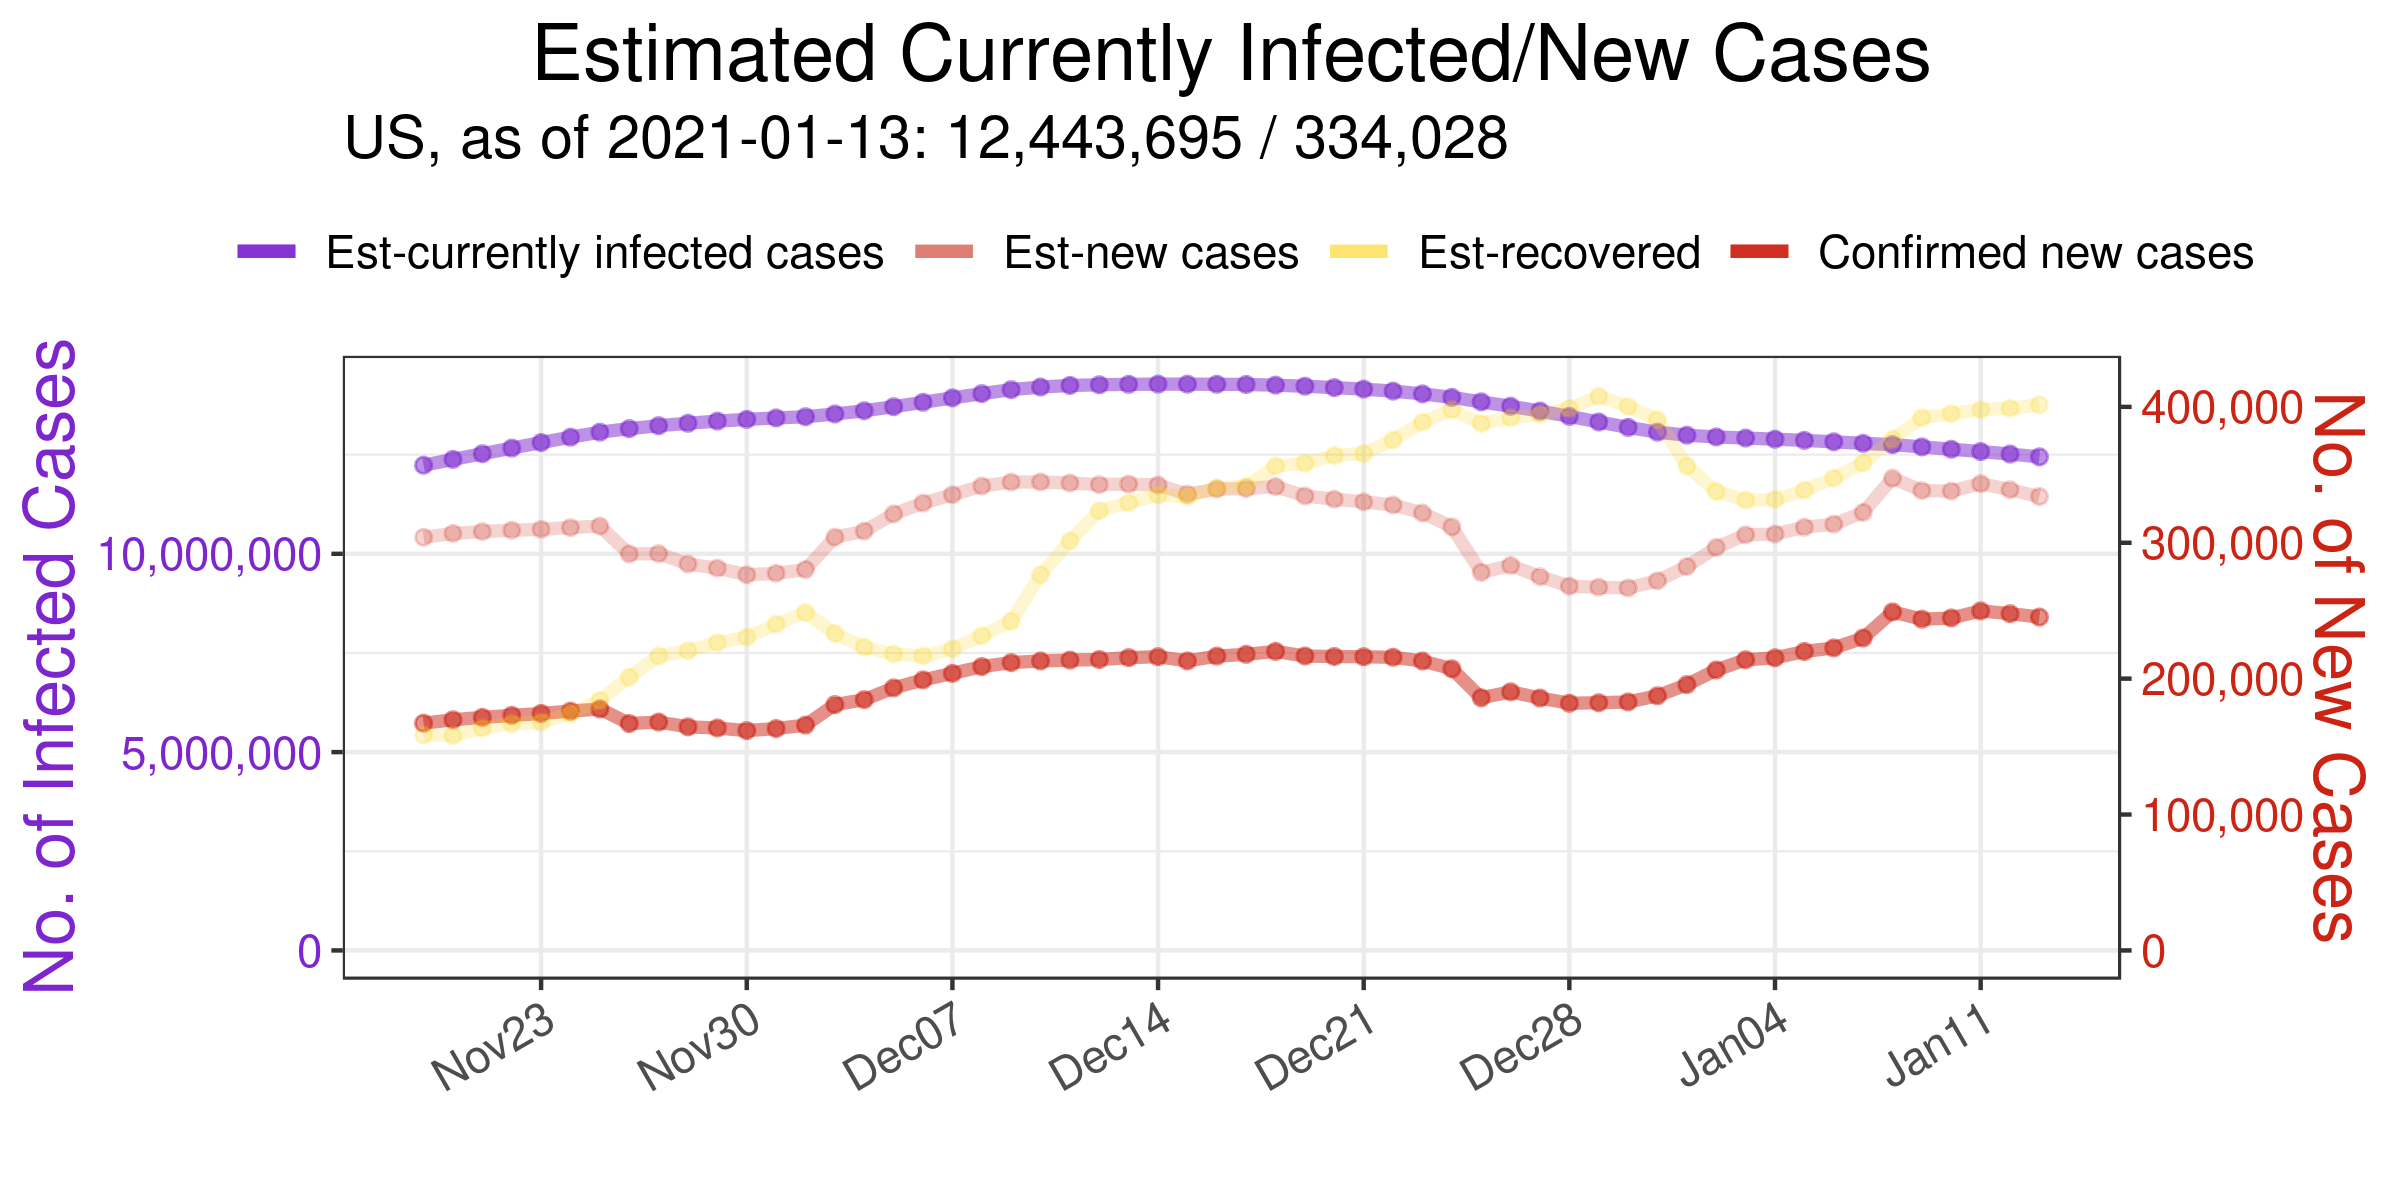 Estimated Currently Infected/New Cases
US, as of 2021-01-13: 12,443,695 / 334,028
Est-currently infected cases Est-new cases Est-recovered Confirmed new cases
No. of Infected Cases
10,000,000
5,000,000
0
400,000
300,000
200,000
100,000
0
No. of New Cases
Nov23 Nov30 Dec07 Dec14 Dec21 Dec28 Jan04 Jan11